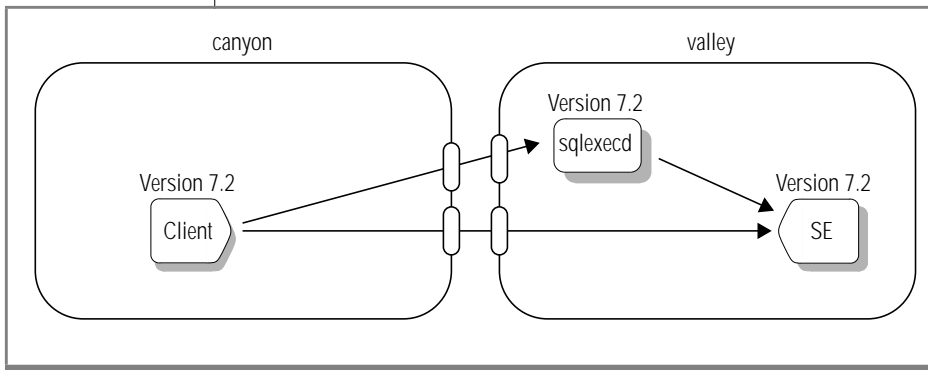 canyon
valley
Version 7.2
sqlexecd
Version 7.2
Client
Version 7.2
SE